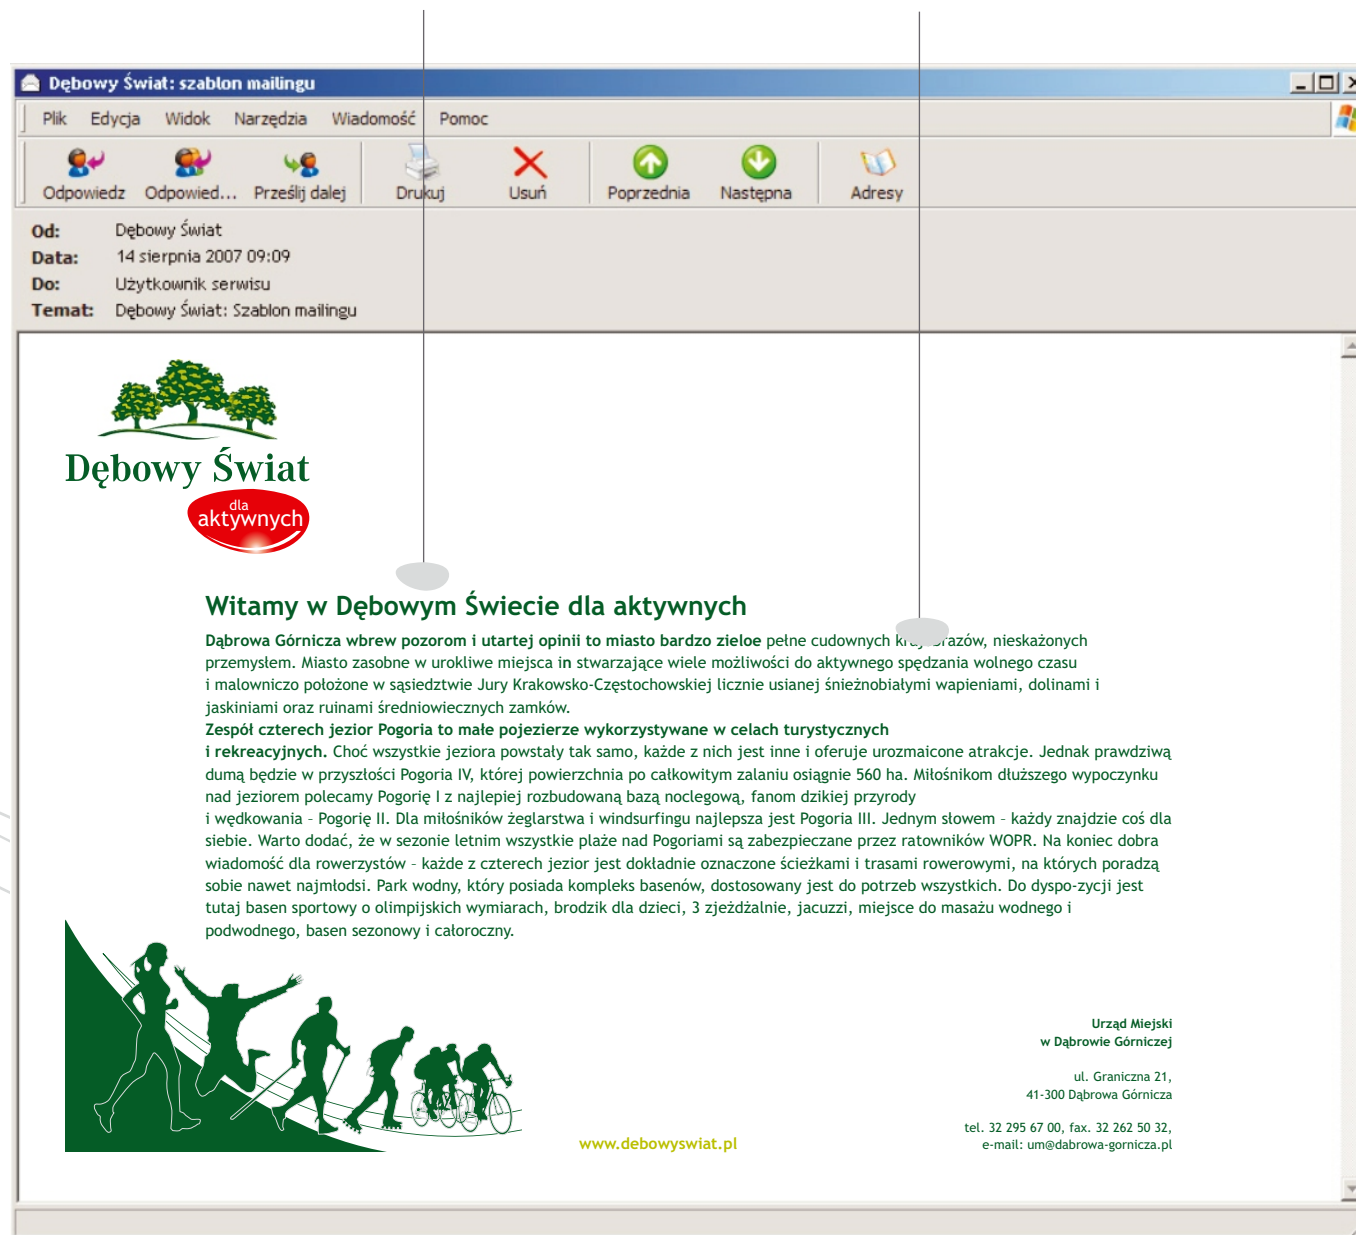 Dębowy Świat: szablon mailingu
Plik Edycja Widok Narzędzia Wiadomość Pomoc
Odpowiedz Odpowied... Prześlij dalej Drukuj Usuń Poprzednia Następna Adresy
Od: Dębowy Świat
Data: 14 sierpnia 2007 09:09
Do: Użytkownik serwisu
Temat: Dębowy Świat: Szablon mailingu
Dębowy Świat
dla
aktywnych
Witamy w Dębowym Świecie dla aktywnych
Dąbrowa Górnicza wbrew pozorom i utartej opinii to miasto bardzo zieloe pełne cudownych nieskażonych
przemysłem. Miasto zasobne w urokliwe miejsca in stwarzające wiele możliwości do aktywnego spędzania wolnego czasu
i malowniczo położone w sąsiedztwie Jury Krakowsko-Częstochowskiej licznie usianej śnieżnobiałymi wapieniami, dolinami i
jaskiniami oraz ruinami średniowiecznych zamków.
Zespół czterech jezior Pogoria to małe pojezierze wykorzystywane w celach turystycznych
i rekreacyjnych. Choć wszystkie jeziora powstały tak samo, każde z nich jest inne i oferuje urozmaicone atrakcje. Jednak prawdziwą
dumą będzie w przyszłości Pogoria IV, której powierzchnia po całkowitym zalaniu osiągnie 560 ha. Miłośnikom dłuższego wypoczynku
nad jeziorem polecamy Pogorię I z najlepiej rozbudowaną bazą noclegową, fanom dzikiej przyrody
i wędkowania – Pogorię II. Dla miłośników żeglarstwa i windsurfingu najlepsza jest Pogoria III. Jednym słowem – każdy znajdzie coś dla
siebie. Warto dodać, że w sezonie letnim wszystkie plaże nad Pogoriami są zabezpieczane przez ratowników WOPR. Na koniec dobra
wiadomość dla rowerzystów – każde z czterech jezior jest dokładnie oznaczone ścieżkami i trasami rowerowymi, na których poradzą
sobie nawet najmłodsi. Park wodny, który posiada kompleks basenów, dostosowany jest do potrzeb wszystkich. Do dyspo-zycji jest
tutaj basen sportowy o olimpijskich wymiarach, brodzik dla dzieci, 3 zjeżdżalnie, jacuzzi, miejsce do masażu wodnego i
podwodnego, basen sezonowy i całoroczny.
Urząd Miejski
w Dąbrowie Górniczej
ul. Graniczna 21,
41-300 Dąbrowa Górnicza
tel. 32 295 67 00, fax. 32 262 50 32,
e-mail: um@dabrowa-gornicza.pl
www.debowyswiat.pl